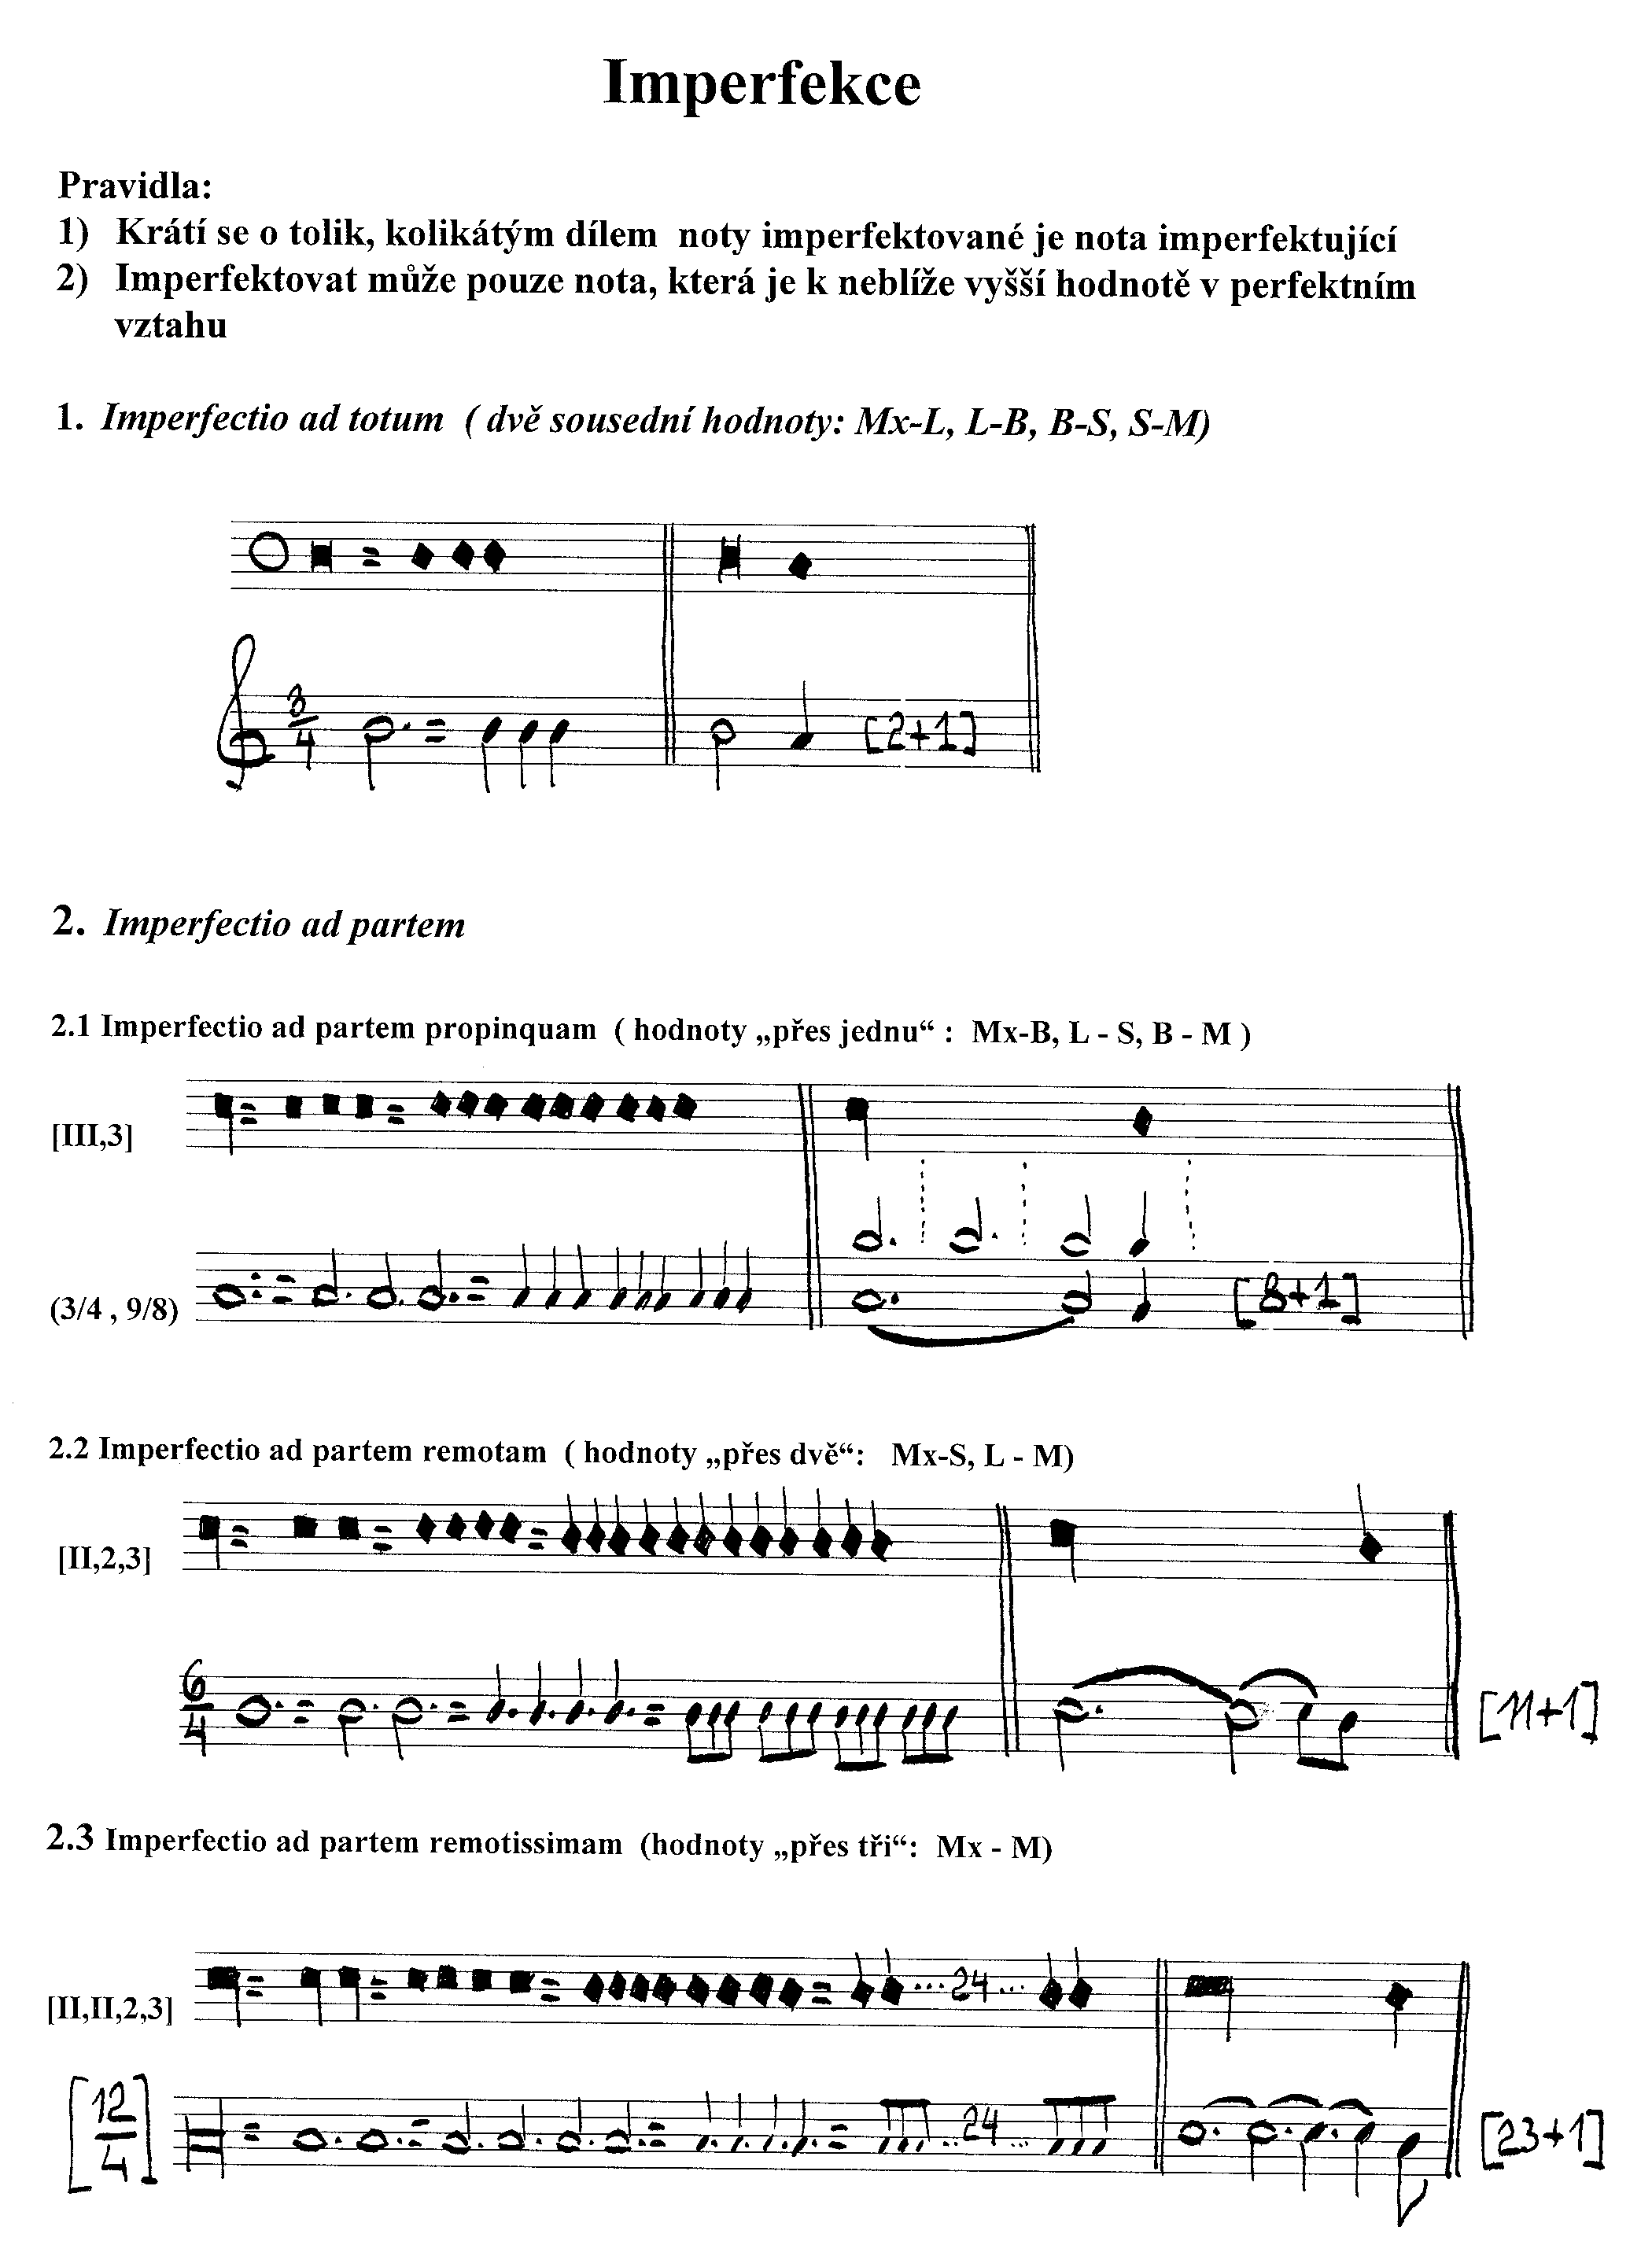 Imperfekce
Pravidla:
1) Krátí se o tolik, kolikátým dílem noty imperfektované je nota imperfektující
2) Imperfektovat může pouze nota, která je k neblíže vyšší hodnotě v perfektním
vztahu
1. Imperfectio ad totum ( dvě sousední hodnoty: Mx-L, L-B, B-S, S-M)
3/4 [2+1]
2. Imperfectio ad partem
2.1 Imperfectio ad partem propinquam ( hodnoty „přes jednu“ : Mx-B, L - S, B - M )
[III,3]
(3/4 , 9/8) [8+1]
2.2 Imperfectio ad partem remotam ( hodnoty „přes dvě“: Mx-S, L - M)
[II,2,3]
6/4 [11+1]
2.3 Imperfectio ad partem remotissimam (hodnoty „přes tři“: Mx - M)
[II,II,2,3] ...24...
[12/4] ..24... [23+1]